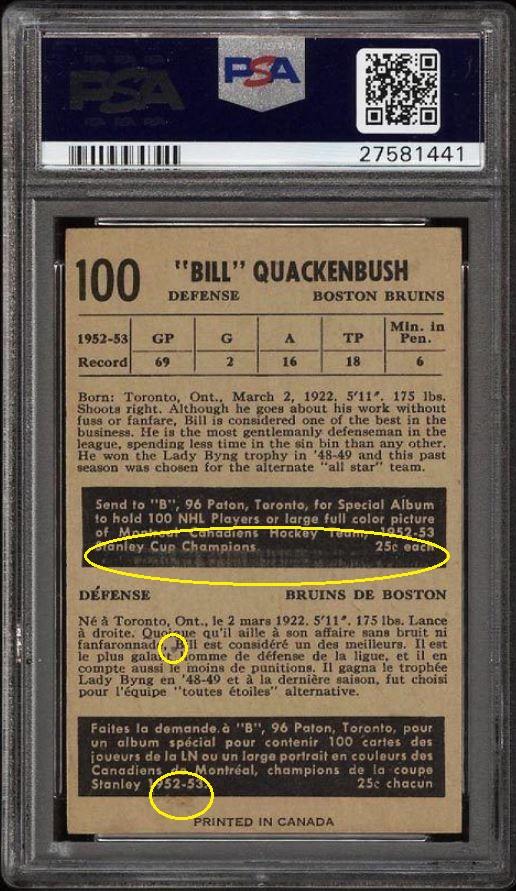 PSA
PSA
27581441
100 "BILL" QUACKENBUSH
DEFENSE BOSTON BRUINS
1952-53 GP G A TP Min. in Pen.
Record 69 2 16 18 6
Born: Toronto, Ont., March 2, 1922. 5'11". 175 lbs.
Shoots right. Although he goes about his work without
fuss or fanfare, Bill is considered one of the best in the
business. He is the most gentlemanly defenseman in the
league, spending less time in the sin bin than any other.
He won the Lady Byng trophy in '48-49 and this past
season was chosen for the alternate "all star" team.
Send to "B", 96 Paton, Toronto, for Special Album
to hold 100 NHL Players or large full color picture
of Montreal Canadiens Hockey Team, 1952-53
Stanley Cup Champions. 25c each
DÉFENSE BRUINS DE BOSTON
Né à Toronto, Ont., le 2 mars 1922. 5'11". 175 lbs. Lance
à droite. Quoique qu'il aille à son affaire sans bruit ni
fanfaronnade, Bill est considéré un des meilleurs. Il est
le plus galant homme de défense de la ligue, et il en
compte aussi le moins de punitions. Il gagna le trophée
Lady Byng en '48-49 et à la dernière saison, fut choisi
pour l'équipe "toutes étoiles" alternative.
Faites la demande à "B", 96 Paton, Toronto, pour
un album spécial pour contenir 100 cartes des
joueurs de la LN ou un large portrait en couleurs des
Canadiens de Montréal, champions de la coupe
Stanley 1952-53. 25c chacun
PRINTED IN CANADA